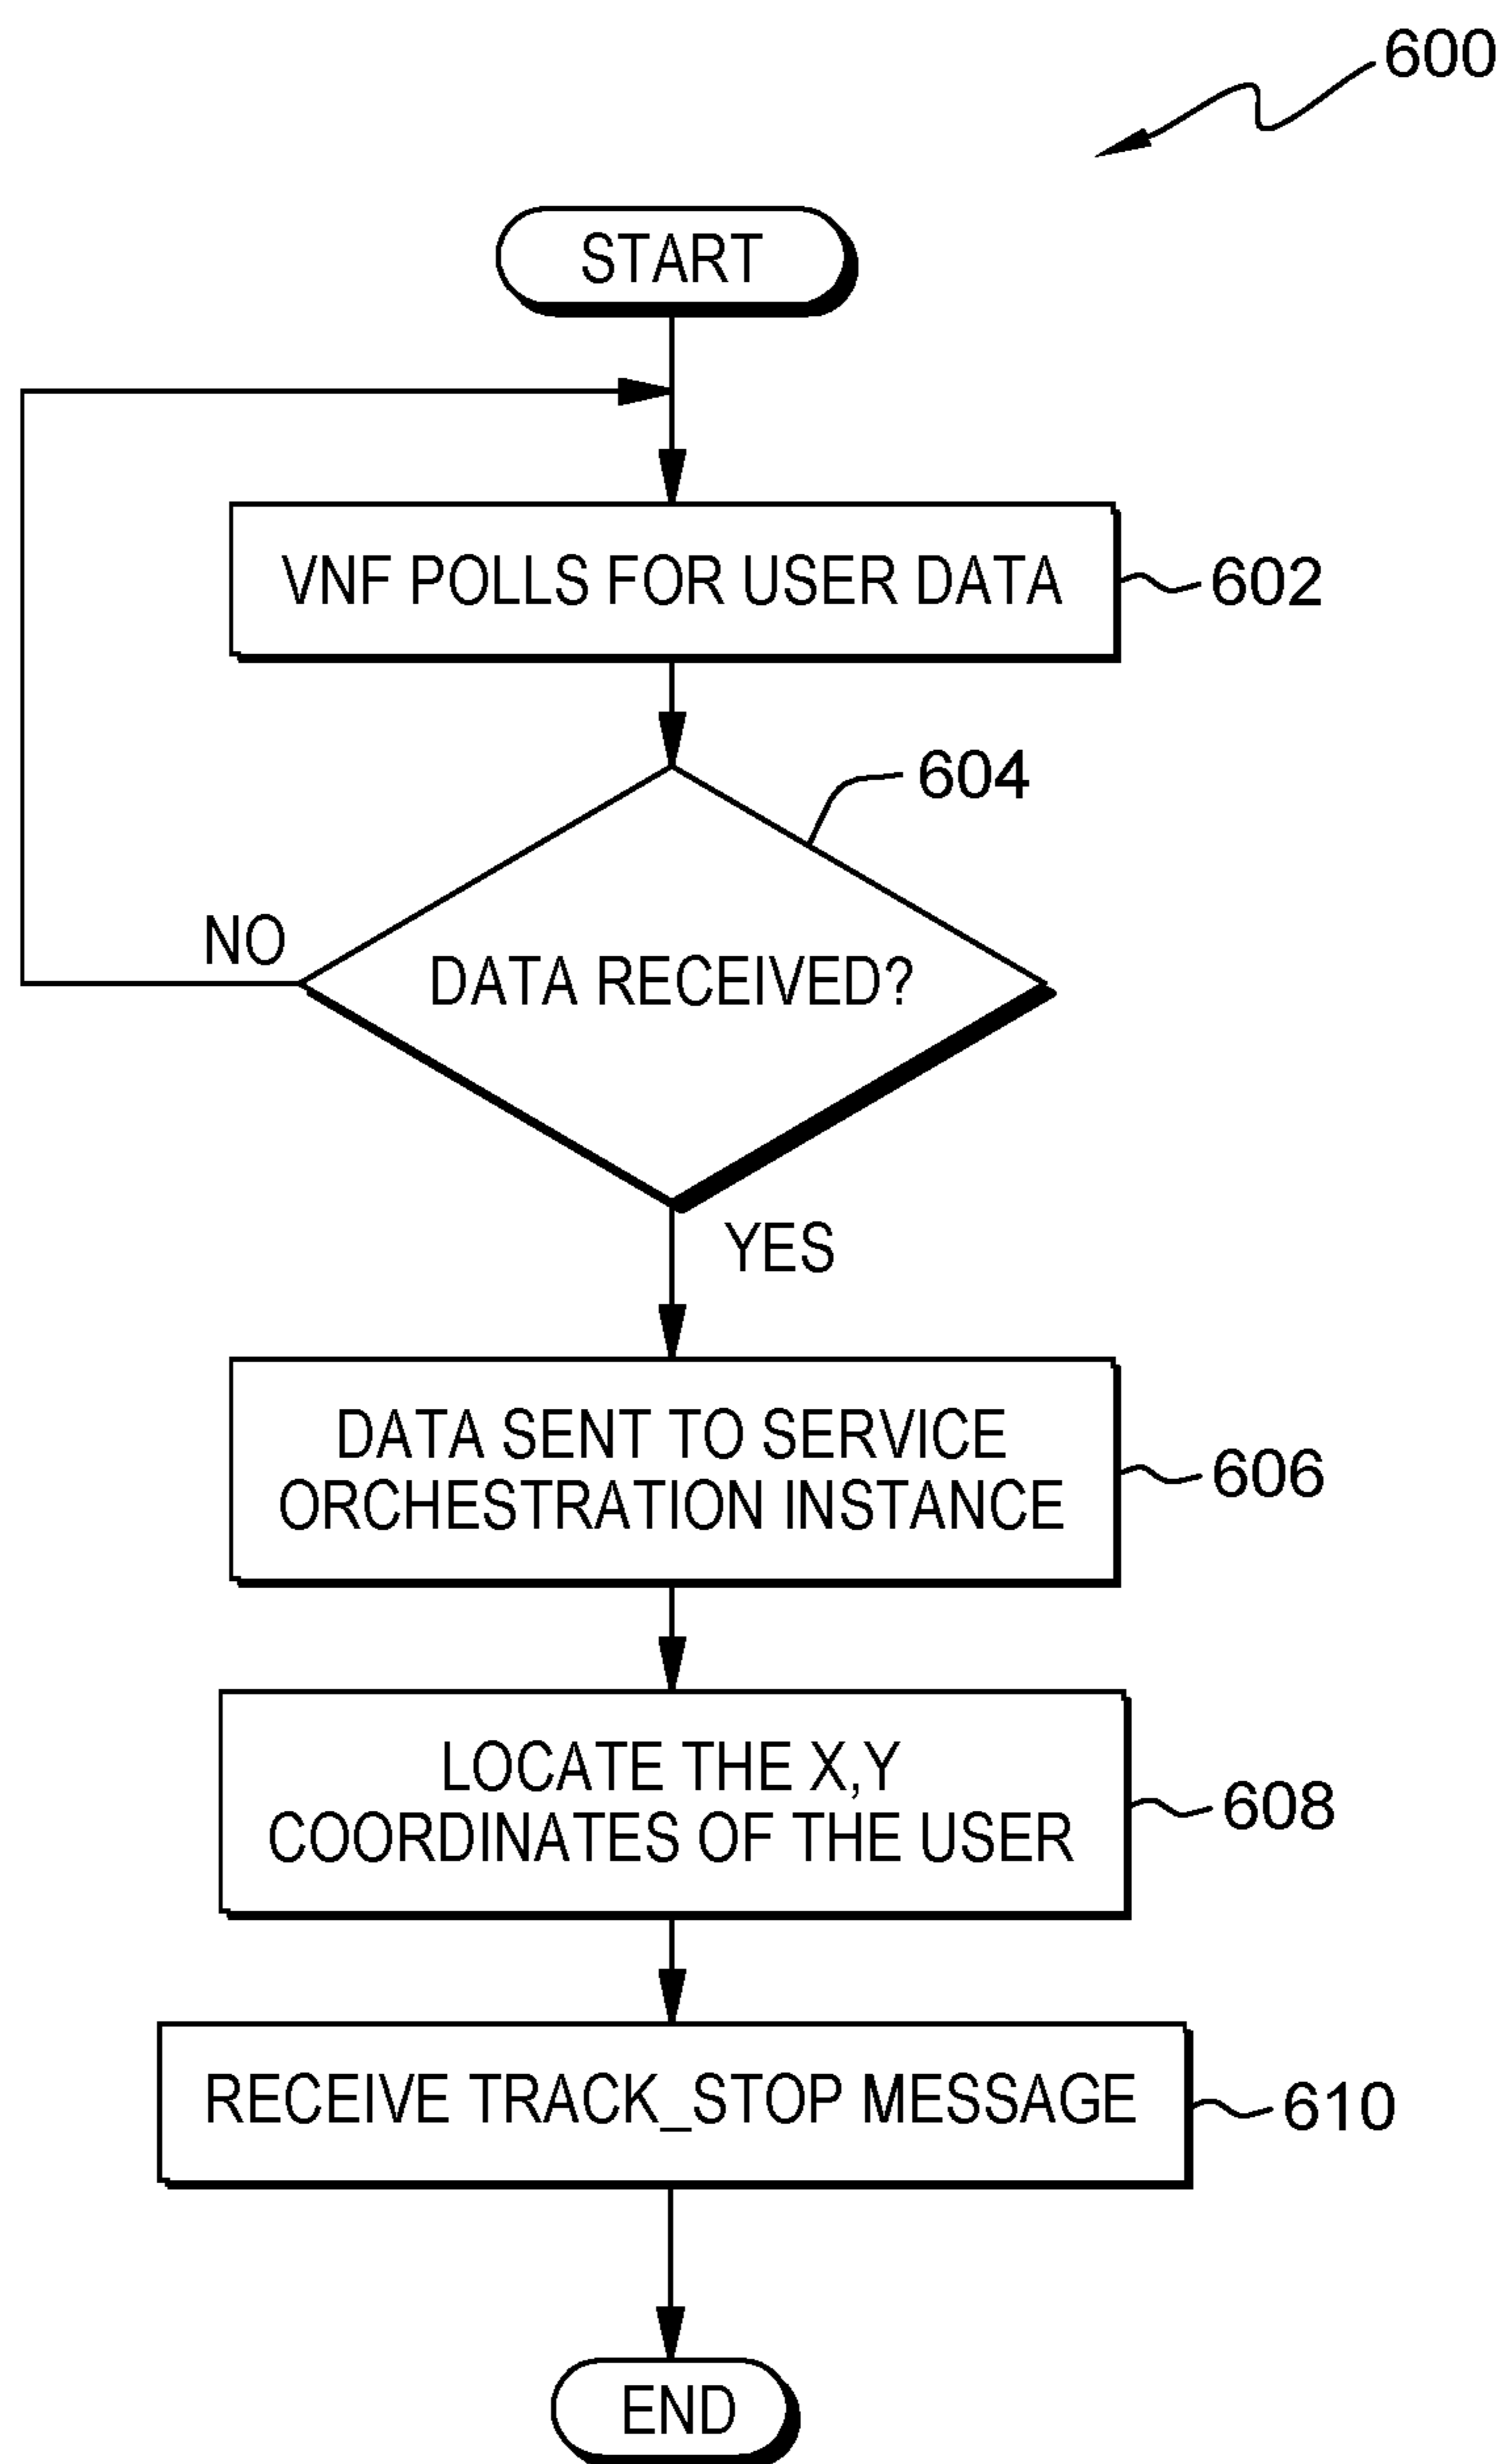 600
START
VNF POLLS FOR USER DATA
602
604
DATA RECEIVED?
NO
YES
DATA SENT TO SERVICE
ORCHESTRATION INSTANCE
606
LOCATE THE X,Y
COORDINATES OF THE USER
608
RECEIVE TRACK_STOP MESSAGE
610
END